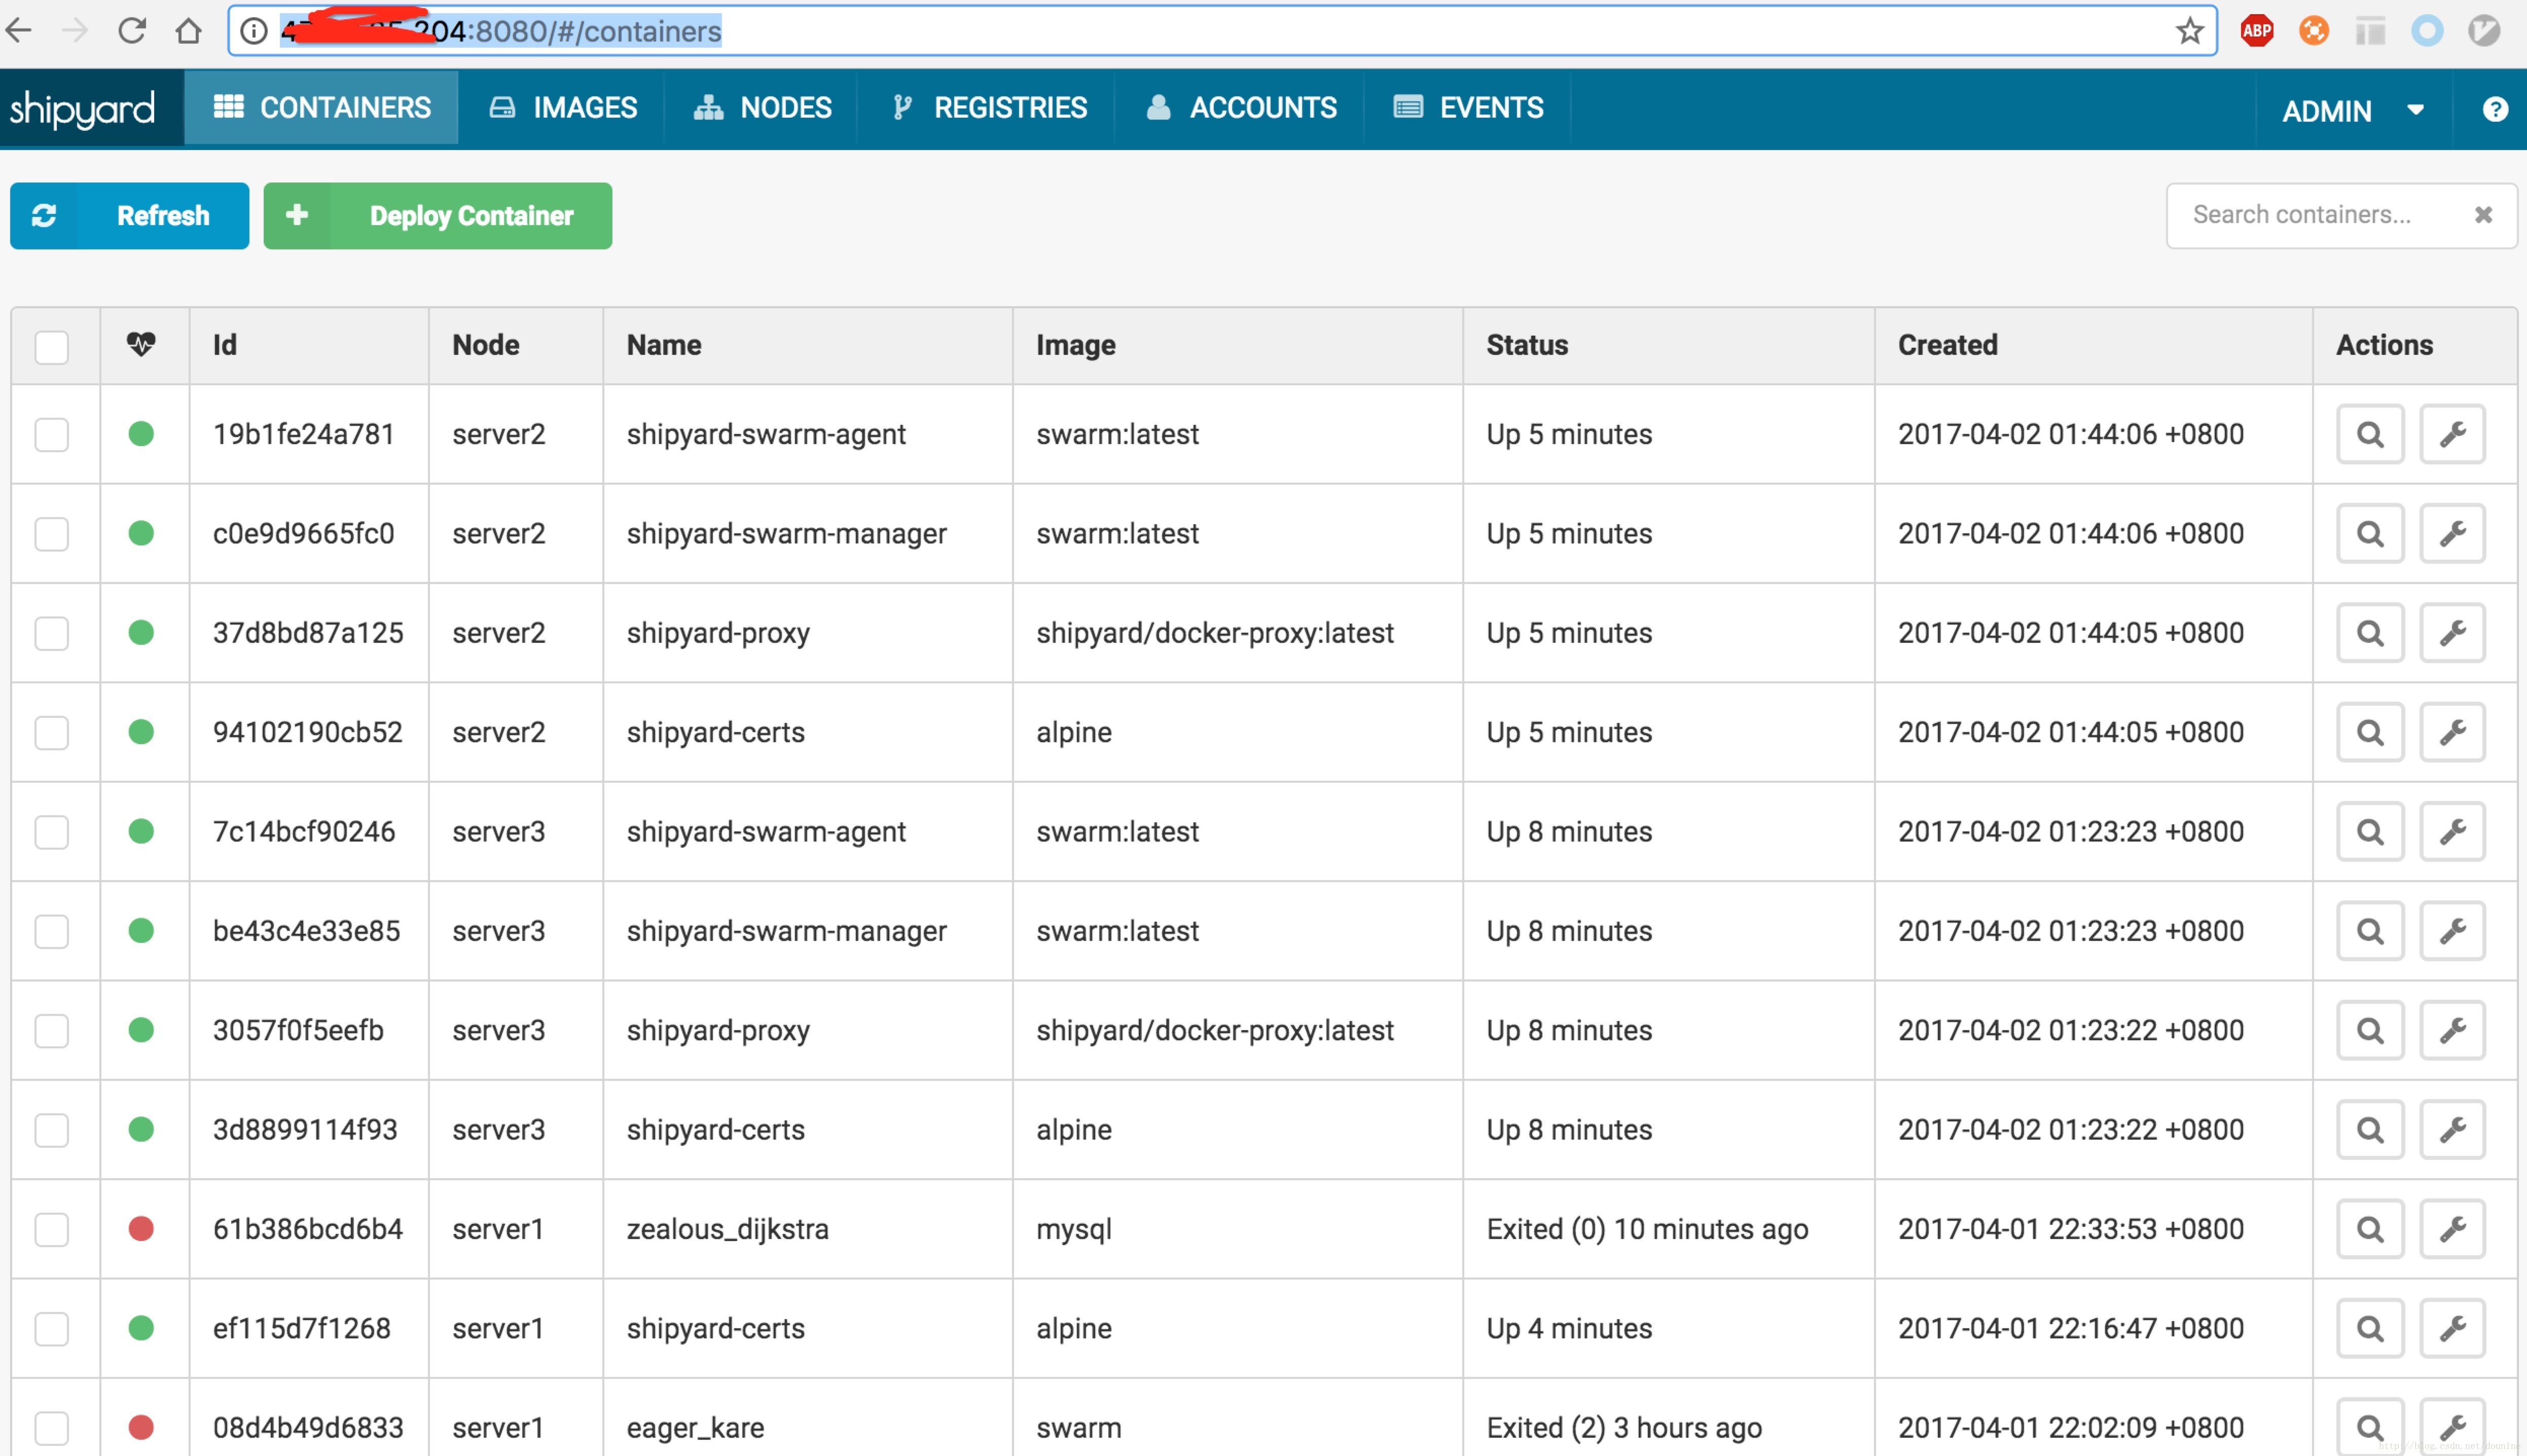 204:8080/#/containers
ABP
shipyard CONTAINERS IMAGES NODES REGISTRIES ACCOUNTS EVENTS ADMIN ?
Refresh Deploy Container Search containers...
Id Node Name Image Status Created Actions
19b1fe24a781 server2 shipyard-swarm-agent swarm:latest Up 5 minutes 2017-04-02 01:44:06 +0800
c0e9d9665fc0 server2 shipyard-swarm-manager swarm:latest Up 5 minutes 2017-04-02 01:44:06 +0800
37d8bd87a125 server2 shipyard-proxy shipyard/docker-proxy:latest Up 5 minutes 2017-04-02 01:44:05 +0800
94102190cb52 server2 shipyard-certs alpine Up 5 minutes 2017-04-02 01:44:05 +0800
7c14bcf90246 server3 shipyard-swarm-agent swarm:latest Up 8 minutes 2017-04-02 01:23:23 +0800
be43c4e33e85 server3 shipyard-swarm-manager swarm:latest Up 8 minutes 2017-04-02 01:23:23 +0800
3057f0f5eefb server3 shipyard-proxy shipyard/docker-proxy:latest Up 8 minutes 2017-04-02 01:23:22 +0800
3d8899114f93 server3 shipyard-certs alpine Up 8 minutes 2017-04-02 01:23:22 +0800
61b386bcd6b4 server1 zealous_dijkstra mysql Exited (0) 10 minutes ago 2017-04-01 22:33:53 +0800
ef115d7f1268 server1 shipyard-certs alpine Up 4 minutes 2017-04-01 22:16:47 +0800
08d4b49d6833 server1 eager_kare swarm Exited (2) 3 hours ago 2017-04-01 22:02:09 +0800